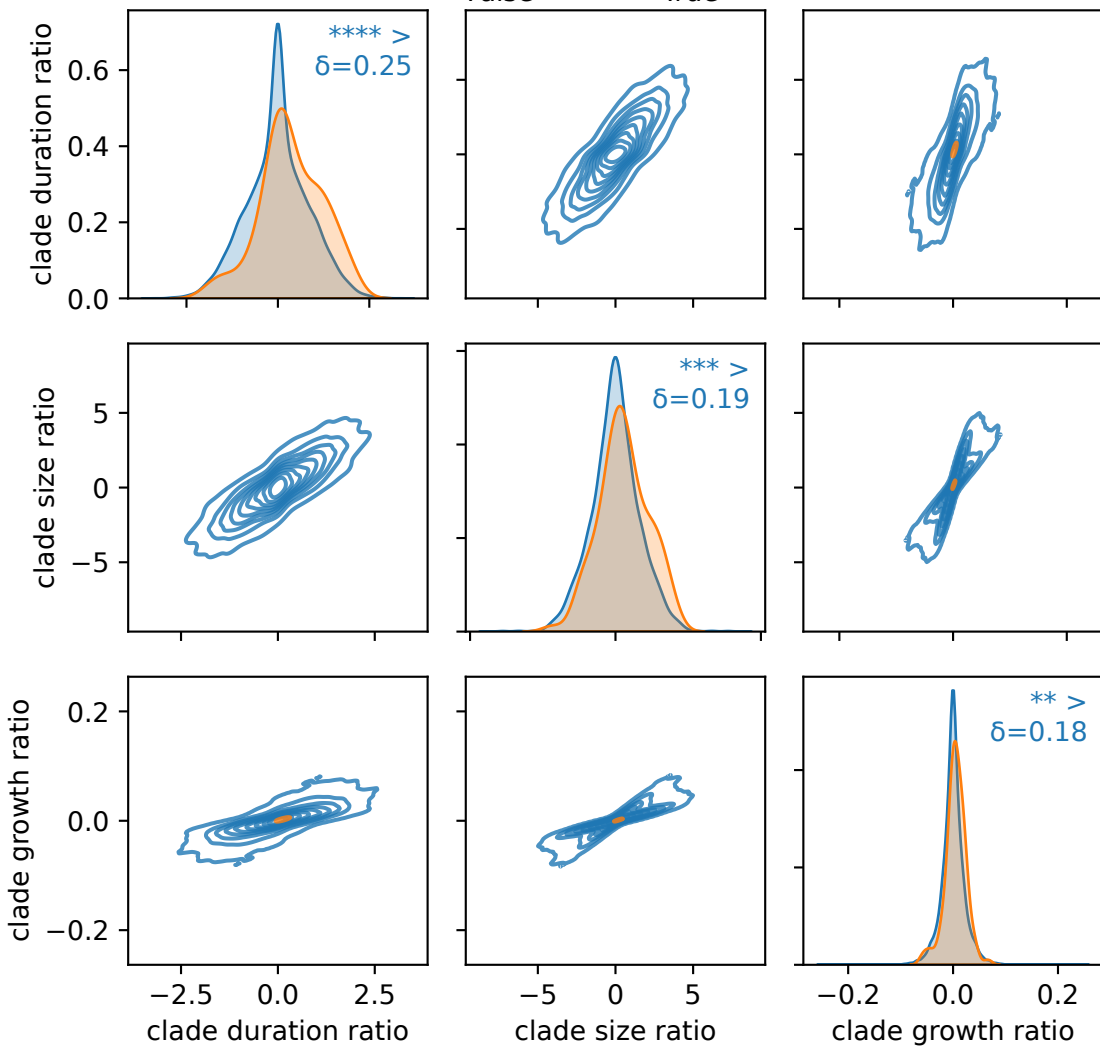 clade duration ratio
0.6
0.4
0.2
0.0
**** >
δ=0.25
clade size ratio
5
0
−5
*** >
δ=0.19
clade growth ratio
0.2
0.0
−0.2
** >
δ=0.18
−2.5 0.0 2.5
−5 0 5
−0.2 0.0 0.2
clade duration ratio
clade size ratio
clade growth ratio